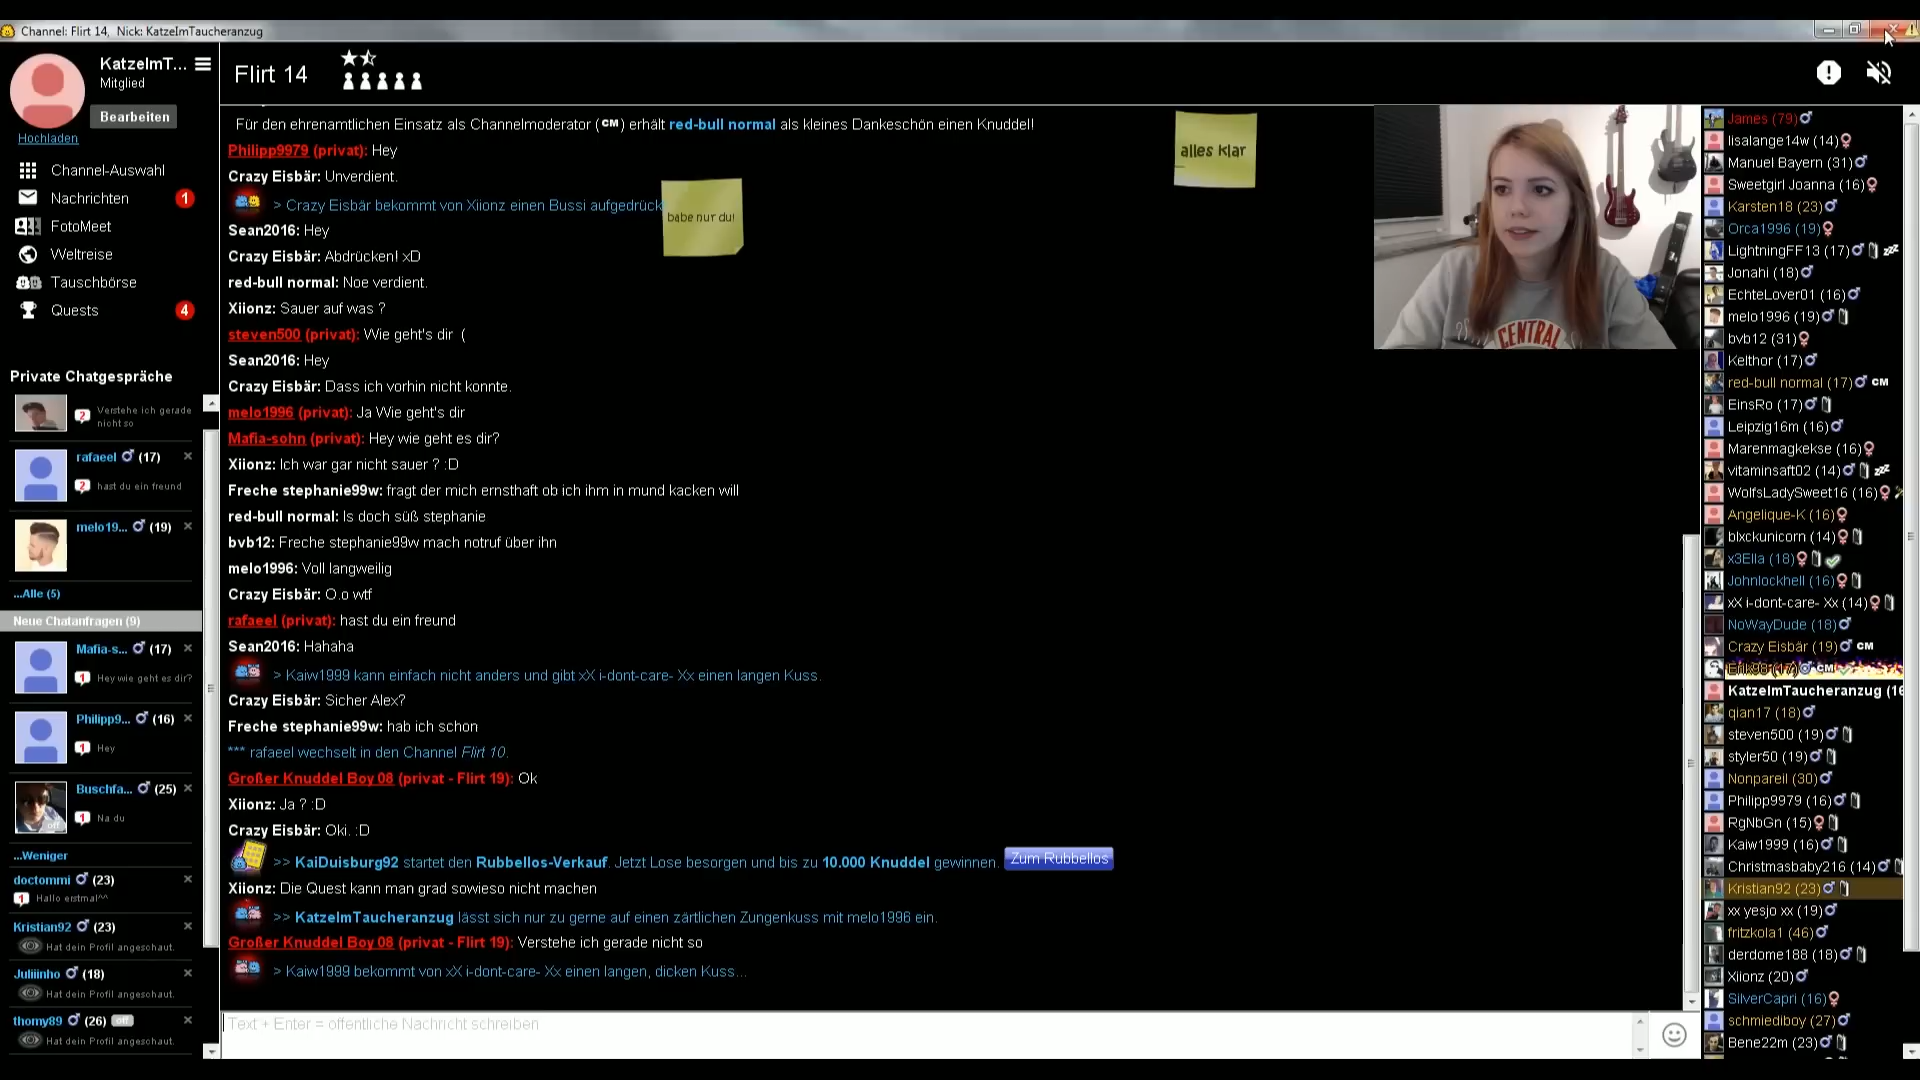 Channel: Flirt 14, Nick: KatzeImTaucheranzug
KatzeImT...
Mitglied
Bearbeiten
Hochladen
Channel-Auswahl
Nachrichten 1
FotoMeet
Weltreise
Tauschbörse
Quests 4
Private Chatgespräche
2 Verstehe ich gerade
nicht so
rafaeel (17)
2 hast du ein freund
melo19... (19)
...Alle (5)
Neue Chatanfragen (9)
Mafia-s... (17)
1 Hey wie geht es dir?
Philipp9... (16)
1 Hey
Buschfa... (25)
1 Na du
off
...Weniger
doctommi (23)
1 Hallo erstmal^^
Kristian92 (23)
Hat dein Profil angeschaut.
Juliiinho (18)
Hat dein Profil angeschaut.
thomy89 (26) off
Hat dein Profil angeschaut.
Flirt 14
Für den ehrenamtlichen Einsatz als Channelmoderator (CM) erhält red-bull normal als kleines Dankeschön einen Knuddel!
Philipp9979 (privat): Hey
Crazy Eisbär: Unverdient.
> Crazy Eisbär bekommt von Xiionz einen Bussi aufgedrück
Sean2016: Hey
Crazy Eisbär: Abdrücken! xD
red-bull normal: Noe verdient.
Xiionz: Sauer auf was ?
steven500 (privat): Wie geht's dir (
Sean2016: Hey
Crazy Eisbär: Dass ich vorhin nicht konnte.
melo1996 (privat): Ja Wie geht's dir
Mafia-sohn (privat): Hey wie geht es dir?
Xiionz: Ich war gar nicht sauer ? :D
Freche stephanie99w: fragt der mich ernsthaft ob ich ihm in mund kacken will
red-bull normal: Is doch süß stephanie
bvb12: Freche stephanie99w mach notruf über ihn
melo1996: Voll langweilig
Crazy Eisbär: O.o wtf
rafaeel (privat): hast du ein freund
Sean2016: Hahaha
> Kaiw1999 kann einfach nicht anders und gibt xX i-dont-care- Xx einen langen Kuss.
Crazy Eisbär: Sicher Alex?
Freche stephanie99w: hab ich schon
*** rafaeel wechselt in den Channel Flirt 10.
Großer Knuddel Boy 08 (privat - Flirt 19): Ok
Xiionz: Ja ? :D
Crazy Eisbär: Oki. :D
>> KaiDuisburg92 startet den Rubbellos-Verkauf. Jetzt Lose besorgen und bis zu 10.000 Knuddel gewinnen. Zum Rubbellos
Xiionz: Die Quest kann man grad sowieso nicht machen
>> KatzeImTaucheranzug lässt sich nur zu gerne auf einen zärtlichen Zungenkuss mit melo1996 ein.
Großer Knuddel Boy 08 (privat - Flirt 19): Verstehe ich gerade nicht so
> Kaiw1999 bekommt von xX i-dont-care- Xx einen langen, dicken Kuss...
Text + Enter = öffentliche Nachricht schreiben
babe nur du!
alles klar
CENTRAL
James (79)
lisalange14w (14)
Manuel Bayern (31)
Sweetgirl Joanna (16)
Karsten18 (23)
Orca1996 (19)
LightningFF13 (17) zzz
Jonahi (18)
EchteLover01 (16)
melo1996 (19)
bvb12 (31)
Kelthor (17)
red-bull normal (17) CM
EinsRo (17)
Leipzig16m (16)
Marenmagkekse (16)
vitaminsaft02 (14) zzz
WolfsLadySweet16 (16)
Angelique-K (16)
blxckunicorn (14)
x3Ella (18)
Johnlockhell (16)
xX i-dont-care- Xx (14)
NoWayDude (18)
Crazy Eisbär (19) CM
Erik98 (17) CM
KatzeImTaucheranzug (16
qian17 (18)
steven500 (19)
styler50 (19)
Nonpareil (30)
Philipp9979 (16)
RgNbGn (15)
Kaiw1999 (16)
Christmasbaby216 (14)
Kristian92 (23)
xx yesjo xx (19)
fritzkola1 (46)
derdome188 (18)
Xiionz (20)
SilverCapri (16)
schmiediboy (27)
Bene22m (23)